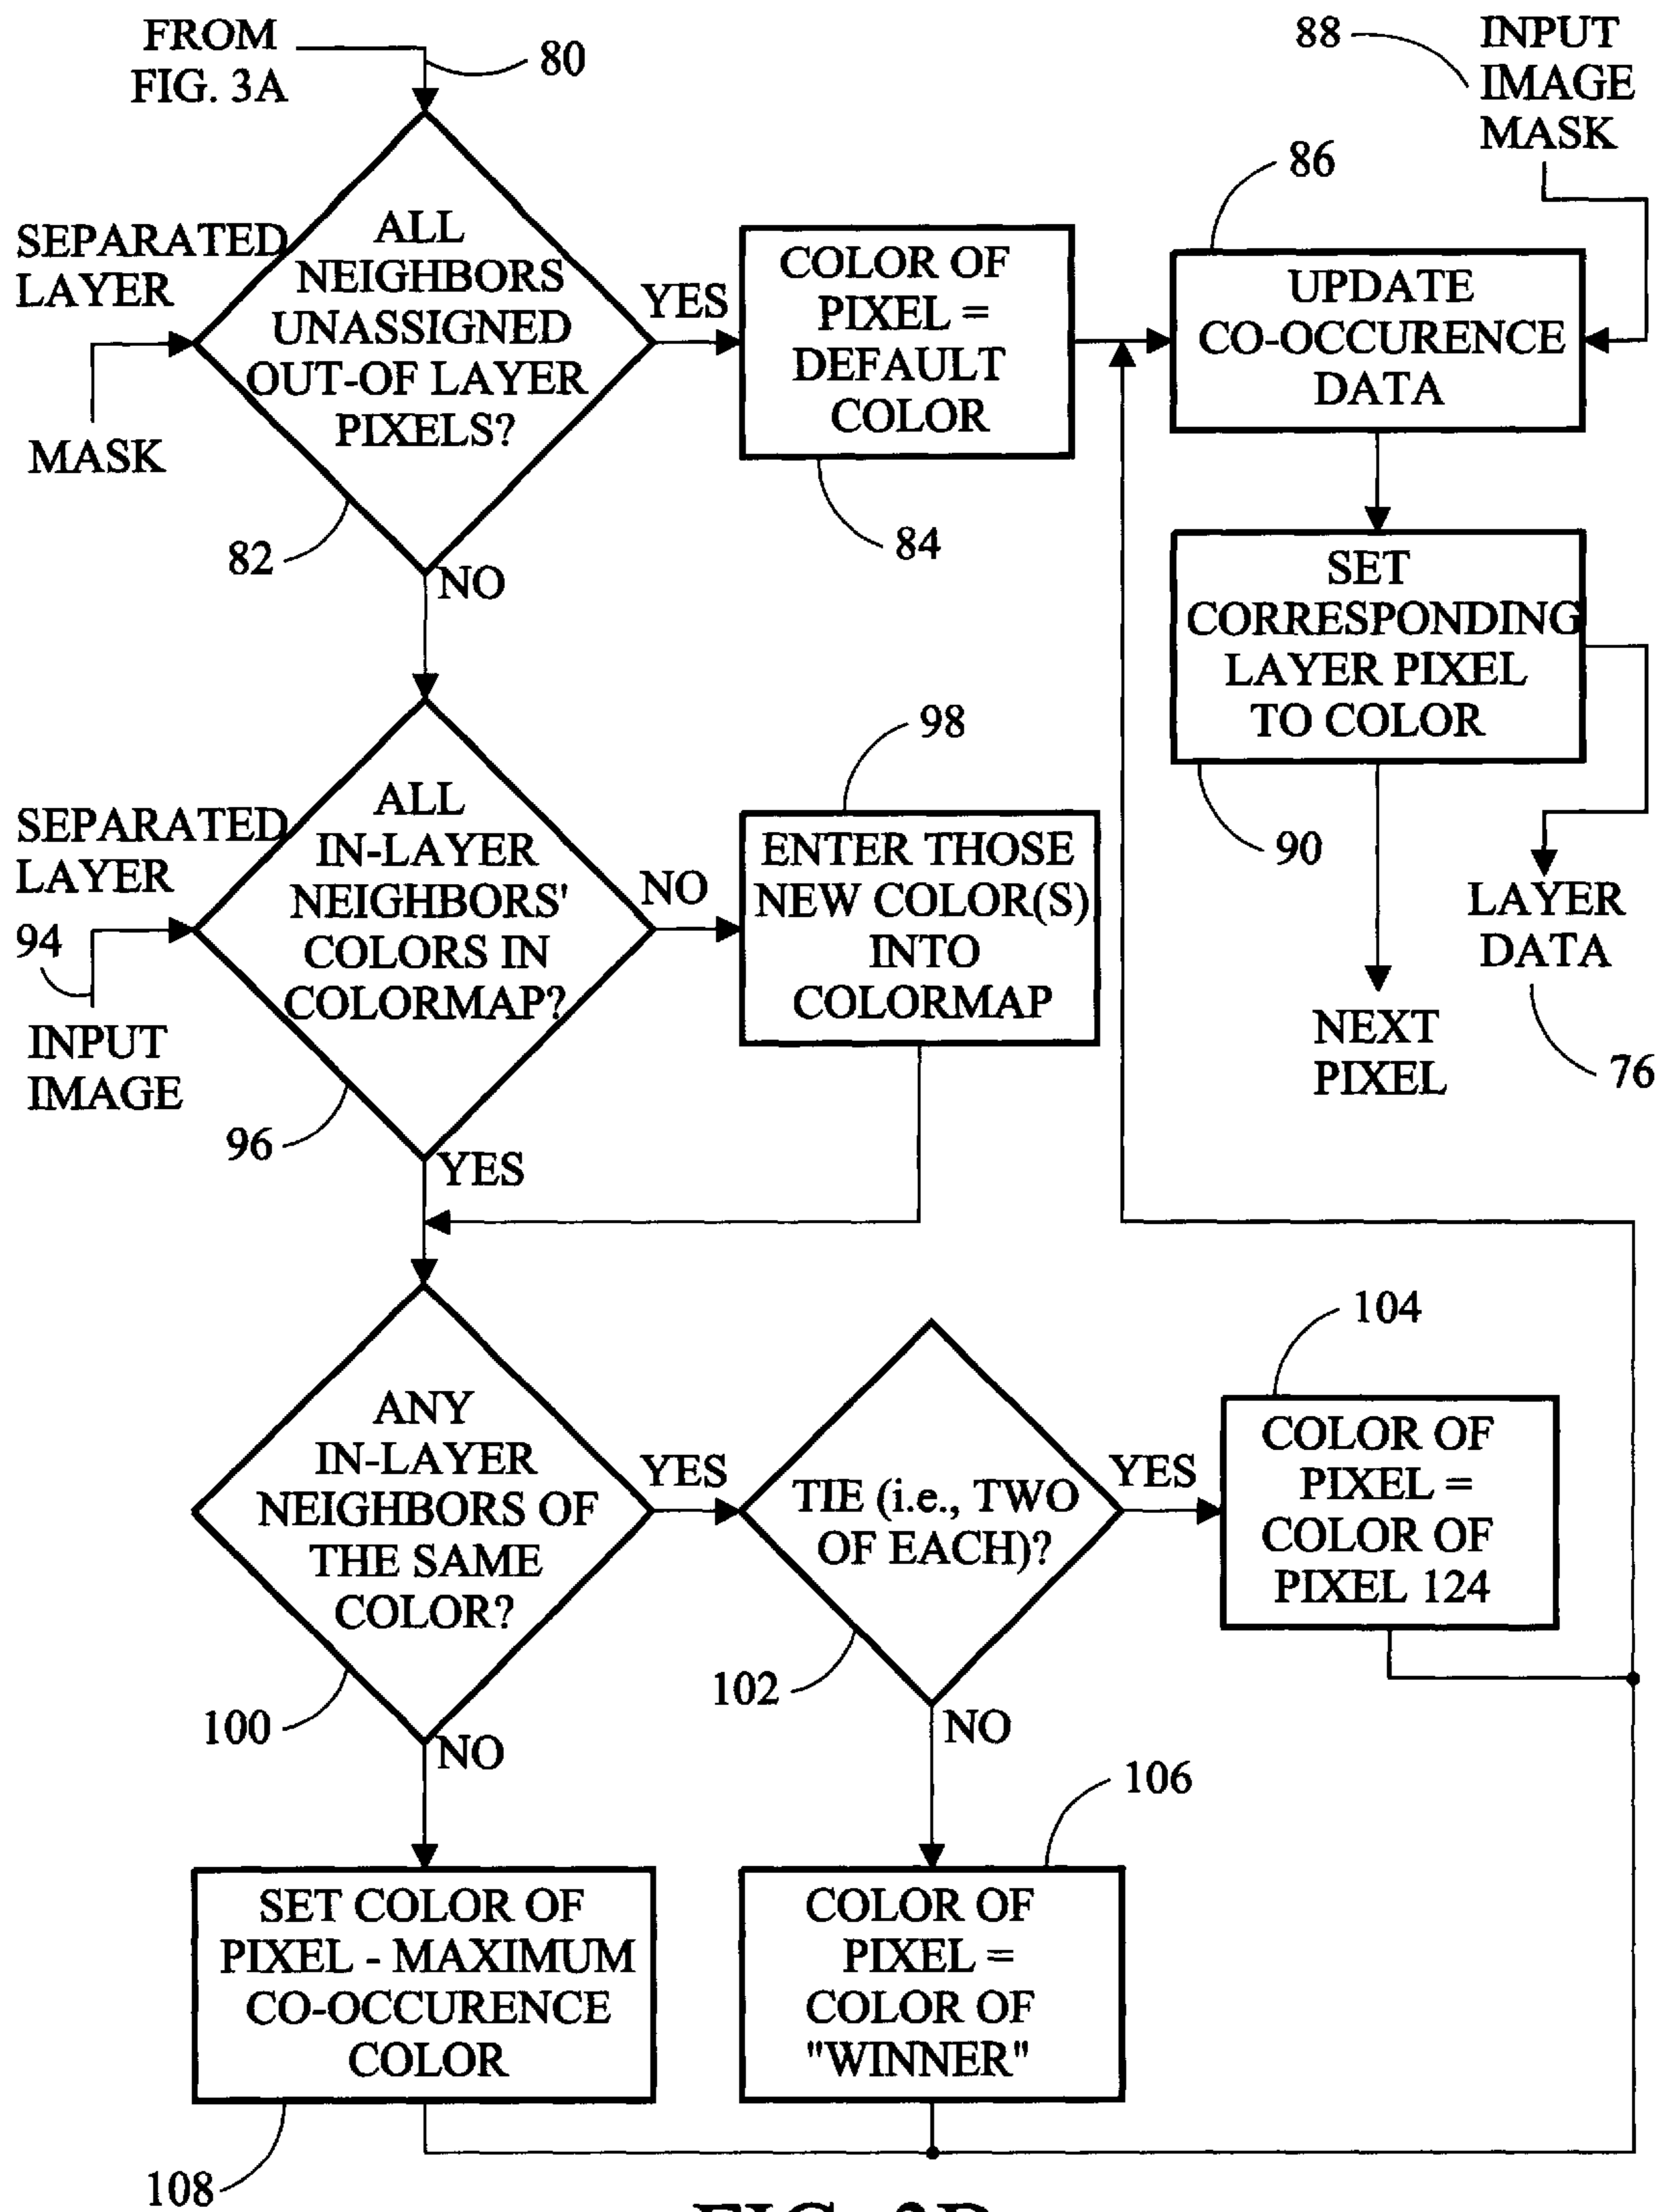 FROM
FIG. 3A
80
88
INPUT
IMAGE
MASK
SEPARATED
LAYER
MASK
ALL
NEIGHBORS
UNASSIGNED
OUT-OF LAYER
PIXELS?
82
YES
NO
COLOR OF
PIXEL =
DEFAULT
COLOR
84
86
UPDATE
CO-OCCURENCE
DATA
SET
CORRESPONDING
LAYER PIXEL
TO COLOR
90
NEXT
PIXEL
LAYER
DATA
76
SEPARATED
LAYER
94
INPUT
IMAGE
ALL
IN-LAYER
NEIGHBORS'
COLORS IN
COLORMAP?
96
NO
YES
98
ENTER THOSE
NEW COLOR(S)
INTO
COLORMAP
ANY
IN-LAYER
NEIGHBORS OF
THE SAME
COLOR?
100
YES
NO
TIE (i.e., TWO
OF EACH)?
102
YES
NO
104
COLOR OF
PIXEL =
COLOR OF
PIXEL 124
106
COLOR OF
PIXEL =
COLOR OF
"WINNER"
SET COLOR OF
PIXEL - MAXIMUM
CO-OCCURENCE
COLOR
108